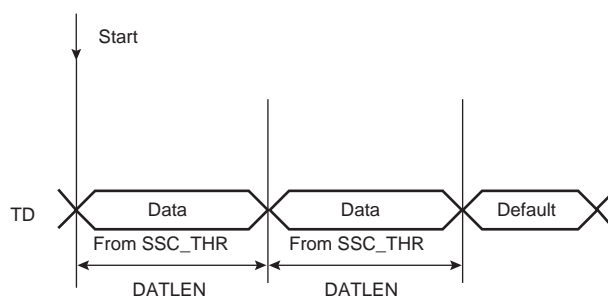 Start
TD
Data
Data
Default
From SSC_THR
From SSC_THR
DATLEN
DATLEN